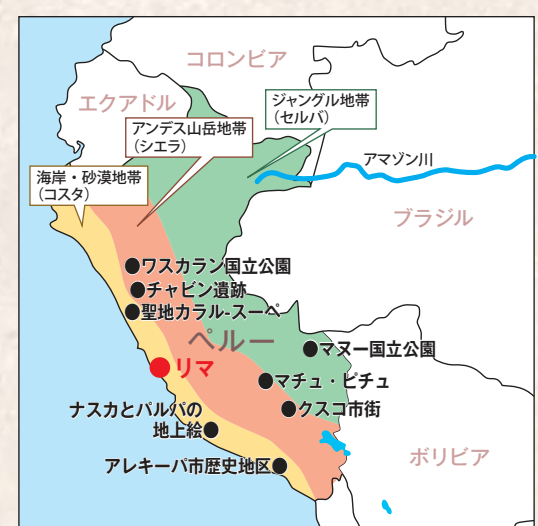 コロンビア
エクアドル
ジャングル地帯
(セルバ)
アンデス山岳地帯
(シエラ)
アマゾン川
海岸・砂漠地帯
(コスタ)
ブラジル
ワスカラン国立公園
チャビン遺跡
聖地カラル-スーペ
ペルー
マヌー国立公園
リマ
マチュ・ピチュ
ナスカとパルパの
地上絵
クスコ市街
ボリビア
アレキーパ市歴史地区